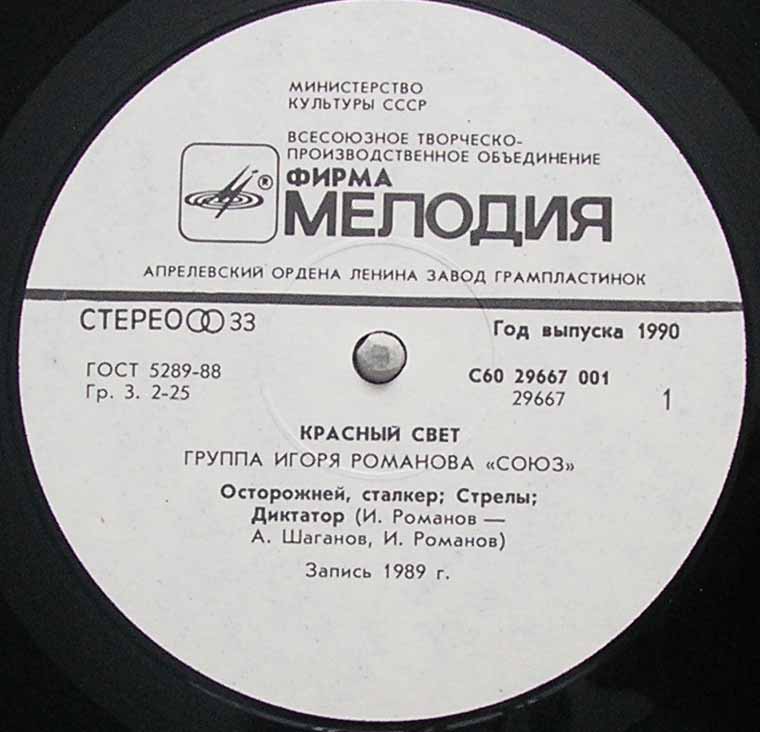 МИНИСТЕРСТВО
КУЛЬТУРЫ СССР
ВСЕСОЮЗНОЕ ТВОРЧЕСКО-
ПРОИЗВОДСТВЕННОЕ ОБЪЕДИНЕНИЕ
®
ФИРМА
МЕЛОДИЯ
АПРЕЛЕВСКИЙ ОРДЕНА ЛЕНИНА ЗАВОД ГРАМПЛАСТИНОК
СТЕРЕО 33
Год выпуска 1990
ГОСТ 5289-88
С60 29667 001
Гр. 3. 2-25
29667
1
КРАСНЫЙ СВЕТ
ГРУППА ИГОРЯ РОМАНОВА «СОЮЗ»
Осторожней, сталкер; Стрелы;
Диктатор (И. Романов —
А. Шаганов, И. Романов)
Запись 1989 г.